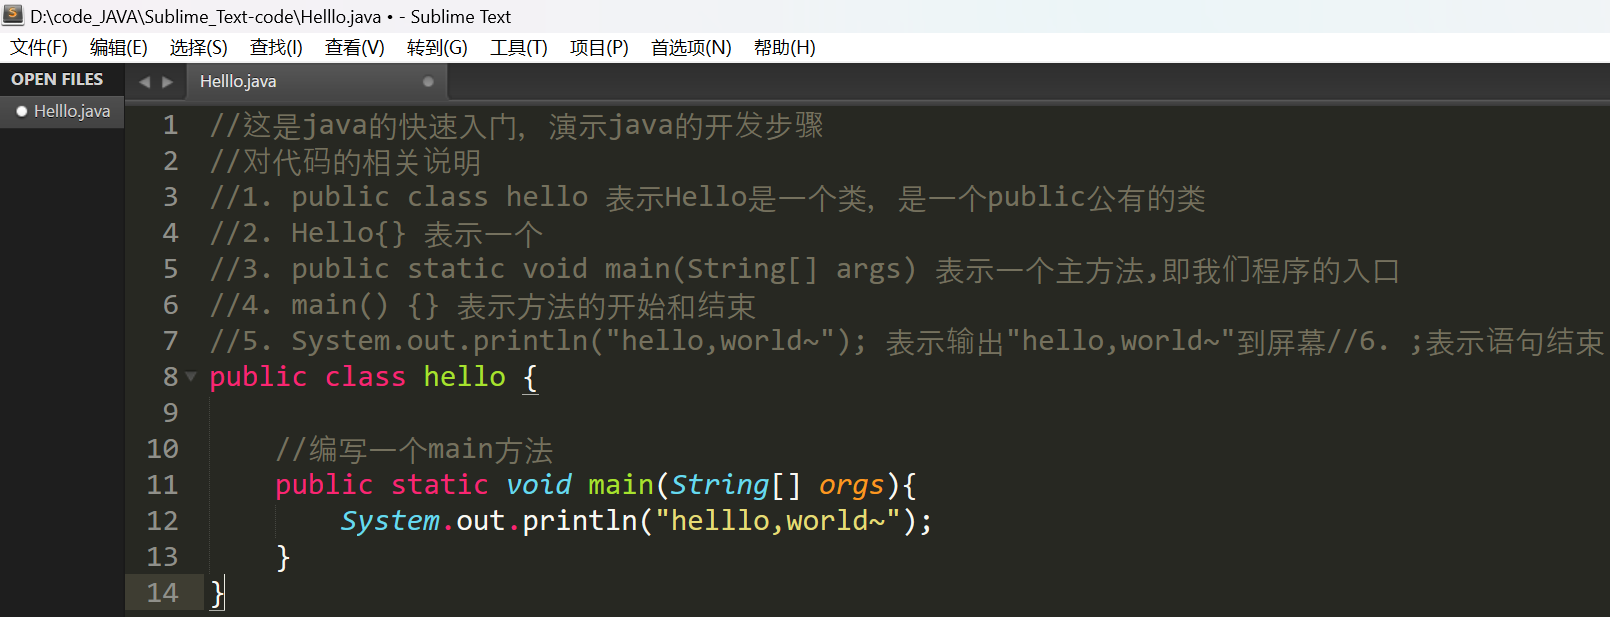 D:\code_JAVA\Sublime_Text-code\Helllo.java • - Sublime Text
文件(F) 编辑(E) 选择(S) 查找(I) 查看(V) 转到(G) 工具(T) 项目(P) 首选项(N) 帮助(H)
OPEN FILES
Helllo.java
Helllo.java
1 //这是java的快速入门，演示java的开发步骤
2 //对代码的相关说明
3 //1. public class hello 表示Hello是一个类，是一个public公有的类
4 //2. Hello{} 表示一个
5 //3. public static void main(String[] args) 表示一个主方法,即我们程序的入口
6 //4. main() {} 表示方法的开始和结束
7 //5. System.out.println("hello,world~"); 表示输出"hello,world~"到屏幕//6. ;表示语句结束
8 public class hello {
9
10 //编写一个main方法
11 public static void main(String[] orgs){
12 System.out.println("helllo,world~");
13 }
14 }